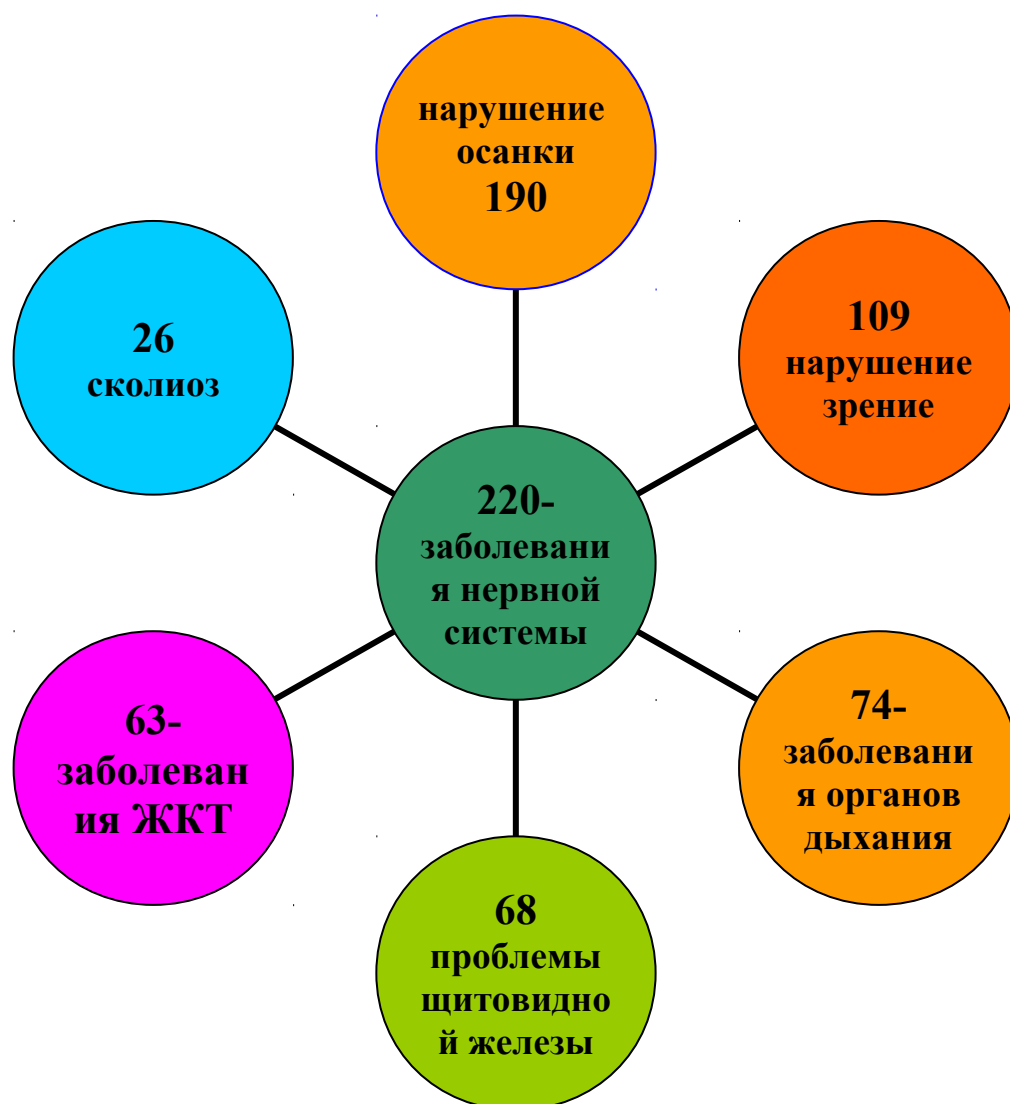 нарушение
осанки
190
109
нарушение
зрение
26
сколиоз
220-
заболевани
я нервной
системы
74-
заболевани
я органов
дыхания
63-
заболеван
ия ЖКТ
68
проблемы
щитовидно
й железы